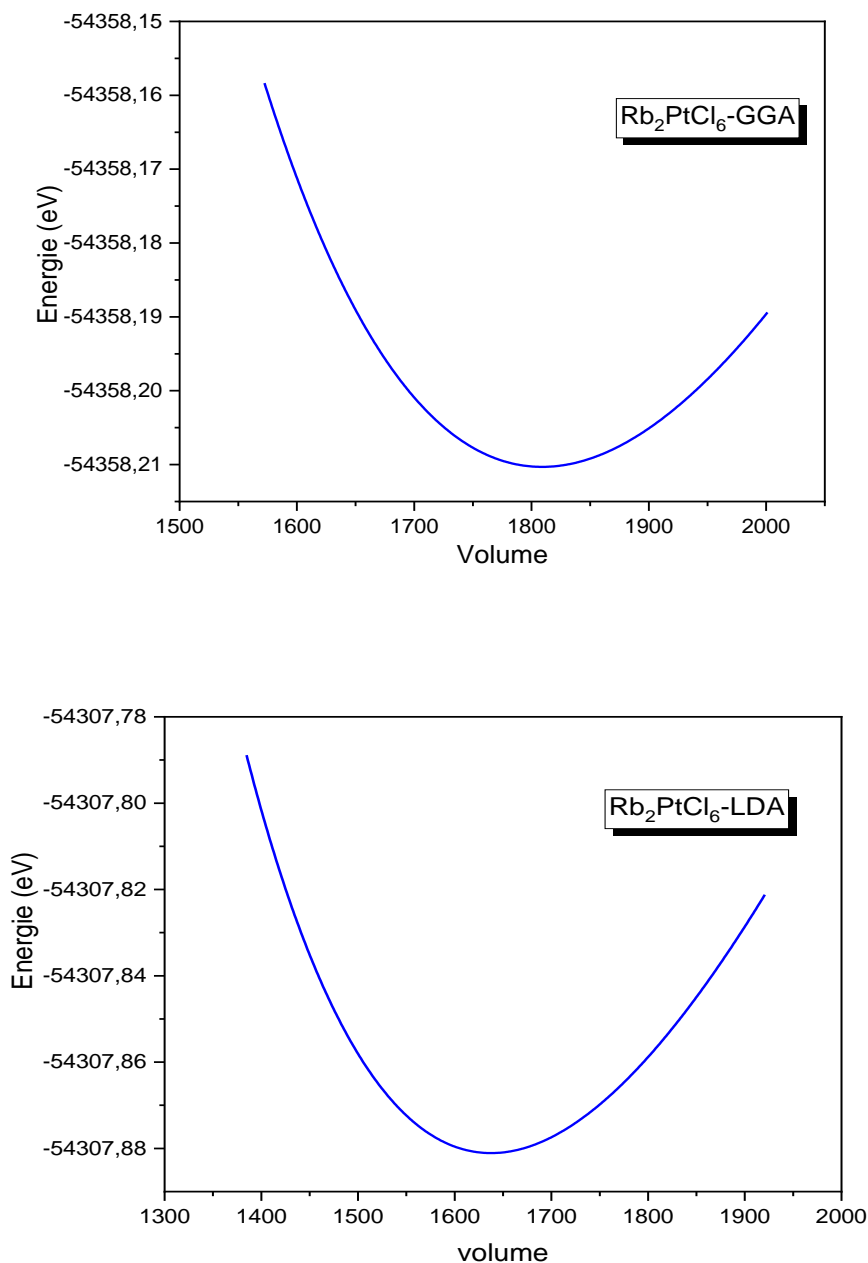 -54358,15
-54358,16
-54358,17
-54358,18
-54358,19
-54358,20
-54358,21
Energie (eV)
Rb₂PtCl₆-GGA
1500 1600 1700 1800 1900 2000
Volume
-54307,78
-54307,80
-54307,82
-54307,84
-54307,86
-54307,88
Energie (eV)
Rb₂PtCl₆-LDA
1300 1400 1500 1600 1700 1800 1900 2000
volume